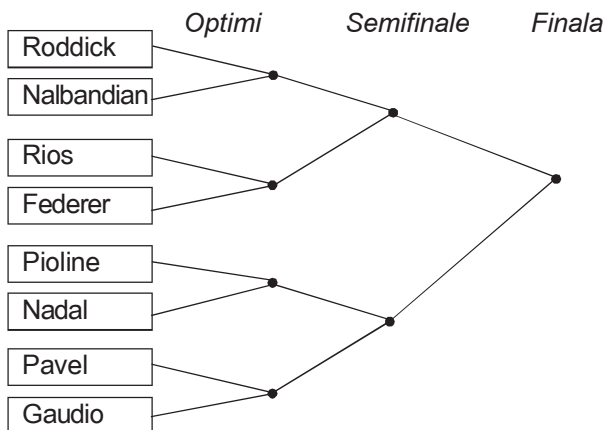 Optimi Semifinale Finala
Roddick
Nalbandian
Rios
Federer
Pioline
Nadal
Pavel
Gaudio